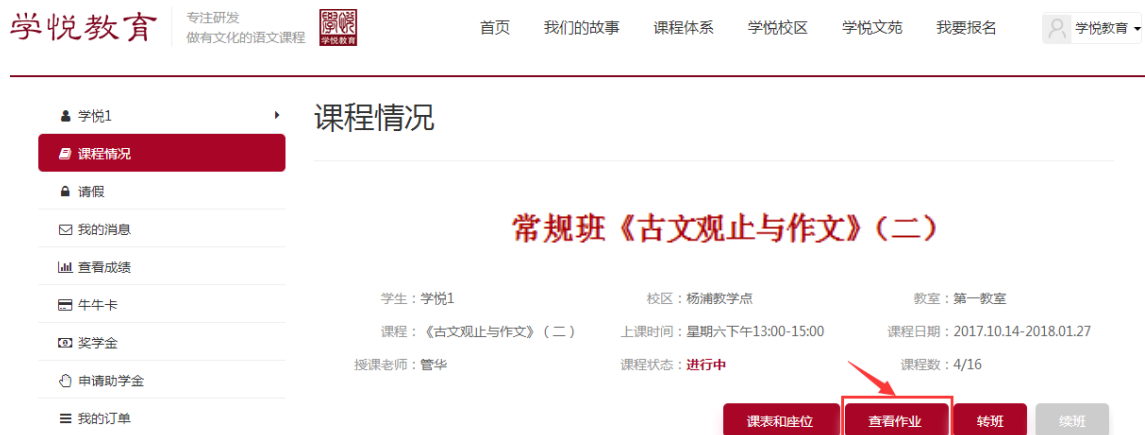 学悦教育
专注研发
做有文化的语文课程
學悦
学悦教育
首页 我们的故事 课程体系 学悦校区 学悦文苑 我要报名 学悦教育
学悦1
课程情况
请假
我的消息
查看成绩
牛牛卡
奖学金
申请助学金
我的订单
课程情况
常规班《古文观止与作文》(二)
学生：学悦1 校区：杨浦教学点 教室：第一教室
课程：《古文观止与作文》（二） 上课时间：星期六下午13:00-15:00 课程日期：2017.10.14-2018.01.27
授课老师：管华 课程状态：进行中 课程数：4/16
课表和座位 查看作业 转班 续班